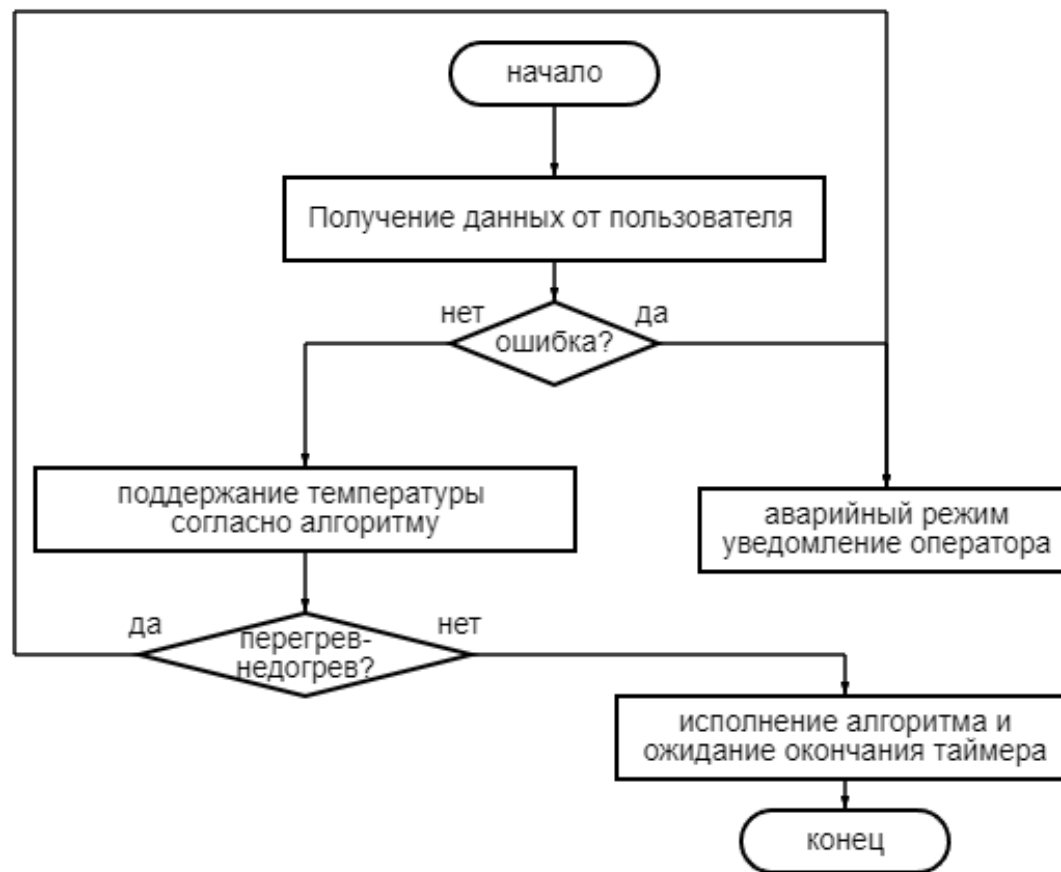 начало
Получение данных от пользователя
нет
да
ошибка?
поддержание температуры
согласно алгоритму
аварийный режим
уведомление оператора
да
нет
перегрев-
недогрев?
исполнение алгоритма и
ожидание окончания таймера
конец